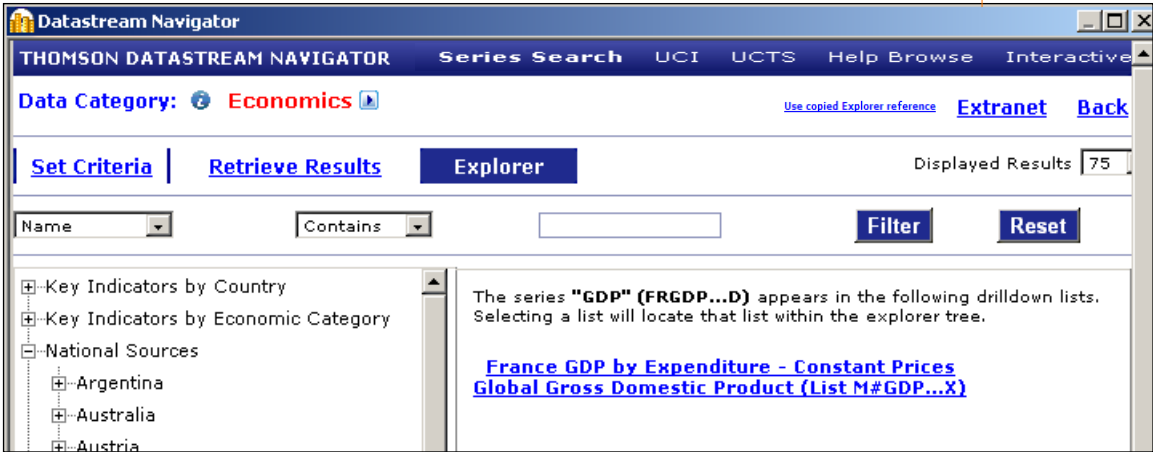 Datastream Navigator
THOMSON DATASTREAM NAVIGATOR Series Search UCI UCTS Help Browse Interactive
Data Category: Economics Use copied Explorer reference Extranet Back
Set Criteria Retrieve Results Explorer Displayed Results 75
Name Contains Filter Reset
Key Indicators by Country
Key Indicators by Economic Category
National Sources
Argentina
Australia
Austria
The series "GDP" (FRGDP...D) appears in the following drilldown lists.
Selecting a list will locate that list within the explorer tree.
France GDP by Expenditure - Constant Prices
Global Gross Domestic Product (List M#GDP...X)